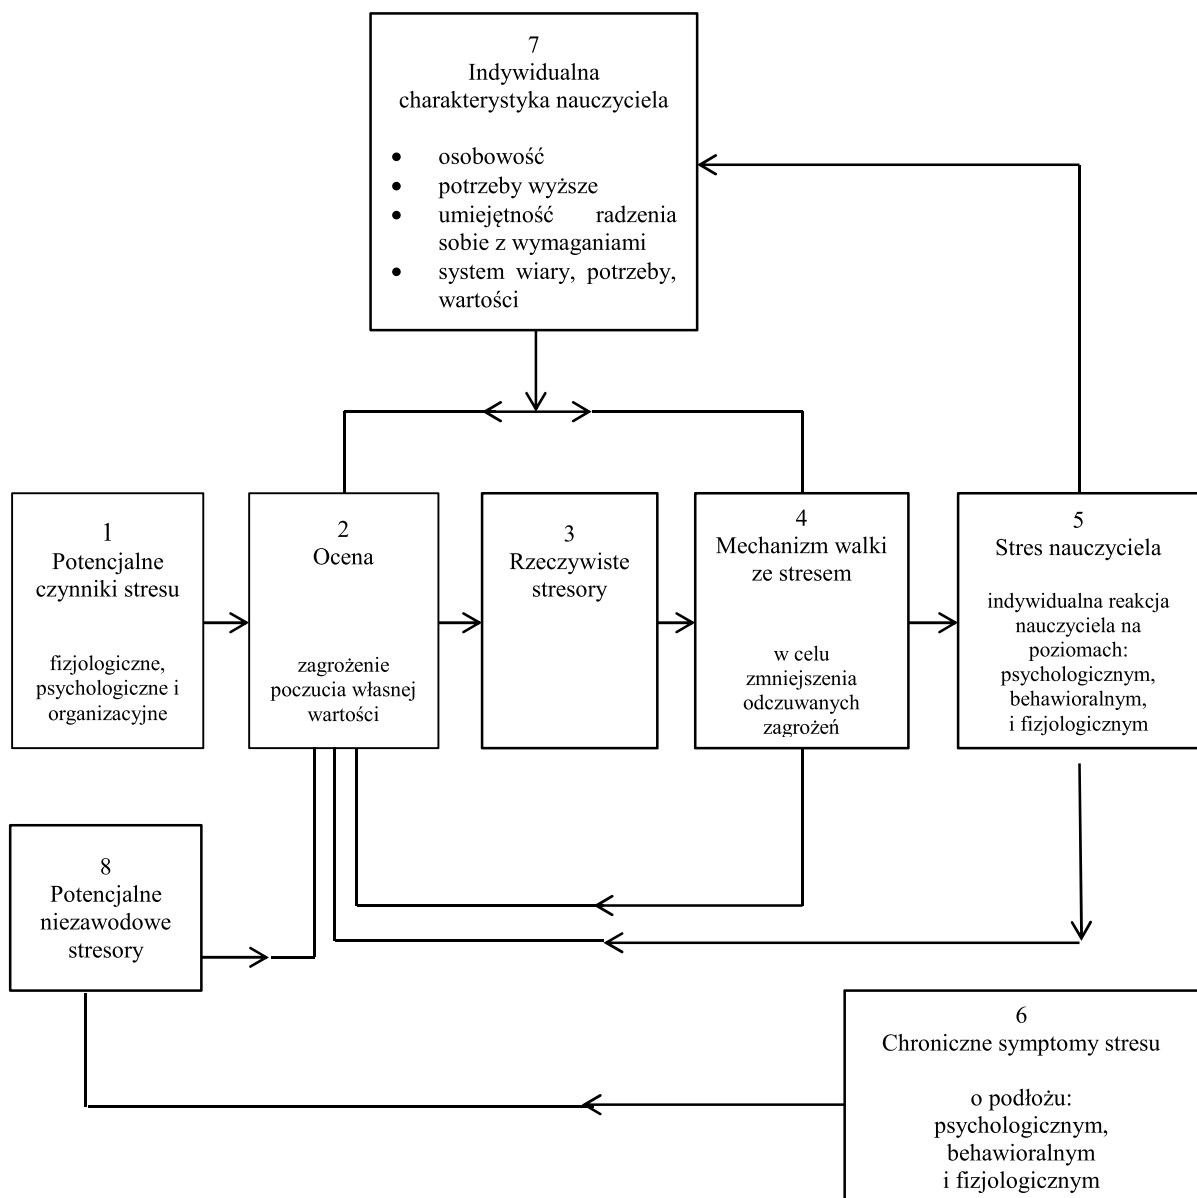 7
Indywidualna
charakterystyka nauczyciela
• osobowość
• potrzeby wyższe
• umiejętność radzenia
sobie z wymaganiami
• system wiary, potrzeby,
wartości
1
Potencjalne
czynniki stresu
fizjologiczne,
psychologiczne i
organizacyjne
2
Ocena
zagrożenie
poczucia własnej
wartości
3
Rzeczywiste
stresory
4
Mechanizm walki
ze stresem
w celu
zmniejszenia
odczuwanych
zagrożeń
5
Stres nauczyciela
indywidualna reakcja
nauczyciela na
poziomach:
psychologicznym,
behawioralnym,
i fizjologicznym
8
Potencjalne
niezawodowe
stresory
6
Chroniczne symptomy stresu
o podłożu:
psychologicznym,
behawioralnym
i fizjologicznym